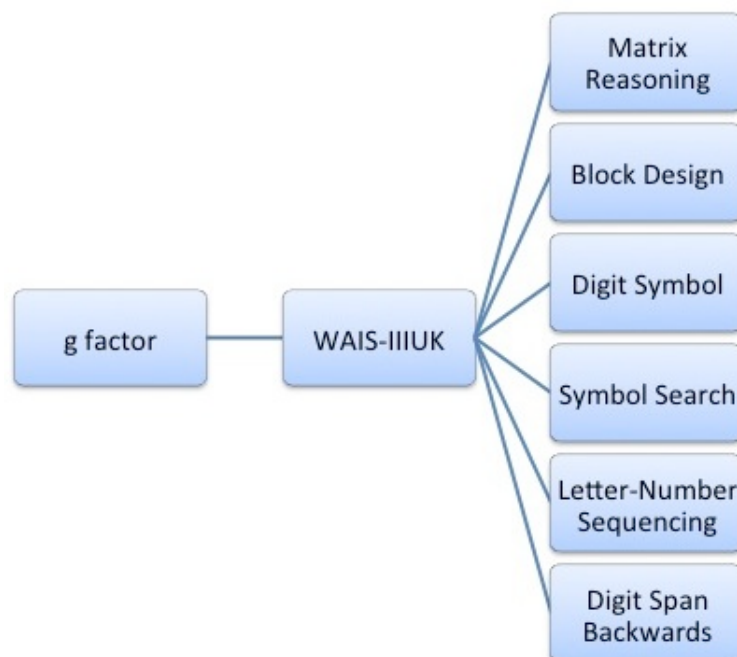 Matrix
Reasoning
Block Design
Digit Symbol
g factor
WAIS-IIIUK
Symbol Search
Letter-Number
Sequencing
Digit Span
Backwards